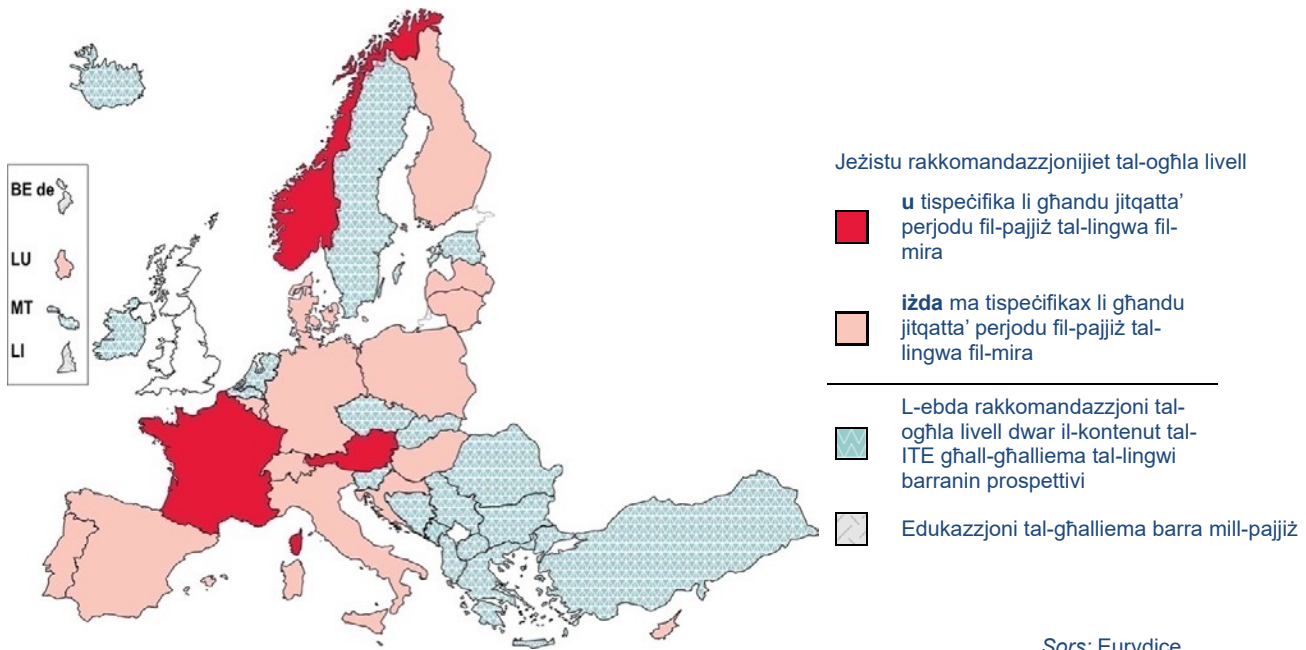 BE de
LU
MT
LI
Jeżistu rakkomandazzjonijiet tal-ogħla livell
u tispeċifika li għandu jitqatta’
perjodu fil-pajjiż tal-lingwa fil-
mira
iżda ma tispeċifikax li għandu
jitqatta’ perjodu fil-pajjiż tal-
lingwa fil-mira
L-ebda rakkomandazzjoni tal-
ogħla livell dwar il-kontenut tal-
ITE għall-għalliema tal-lingwi
barranin prospettivi
Edukazzjoni tal-għalliema barra mill-pajjiż
Sors: Eurydice